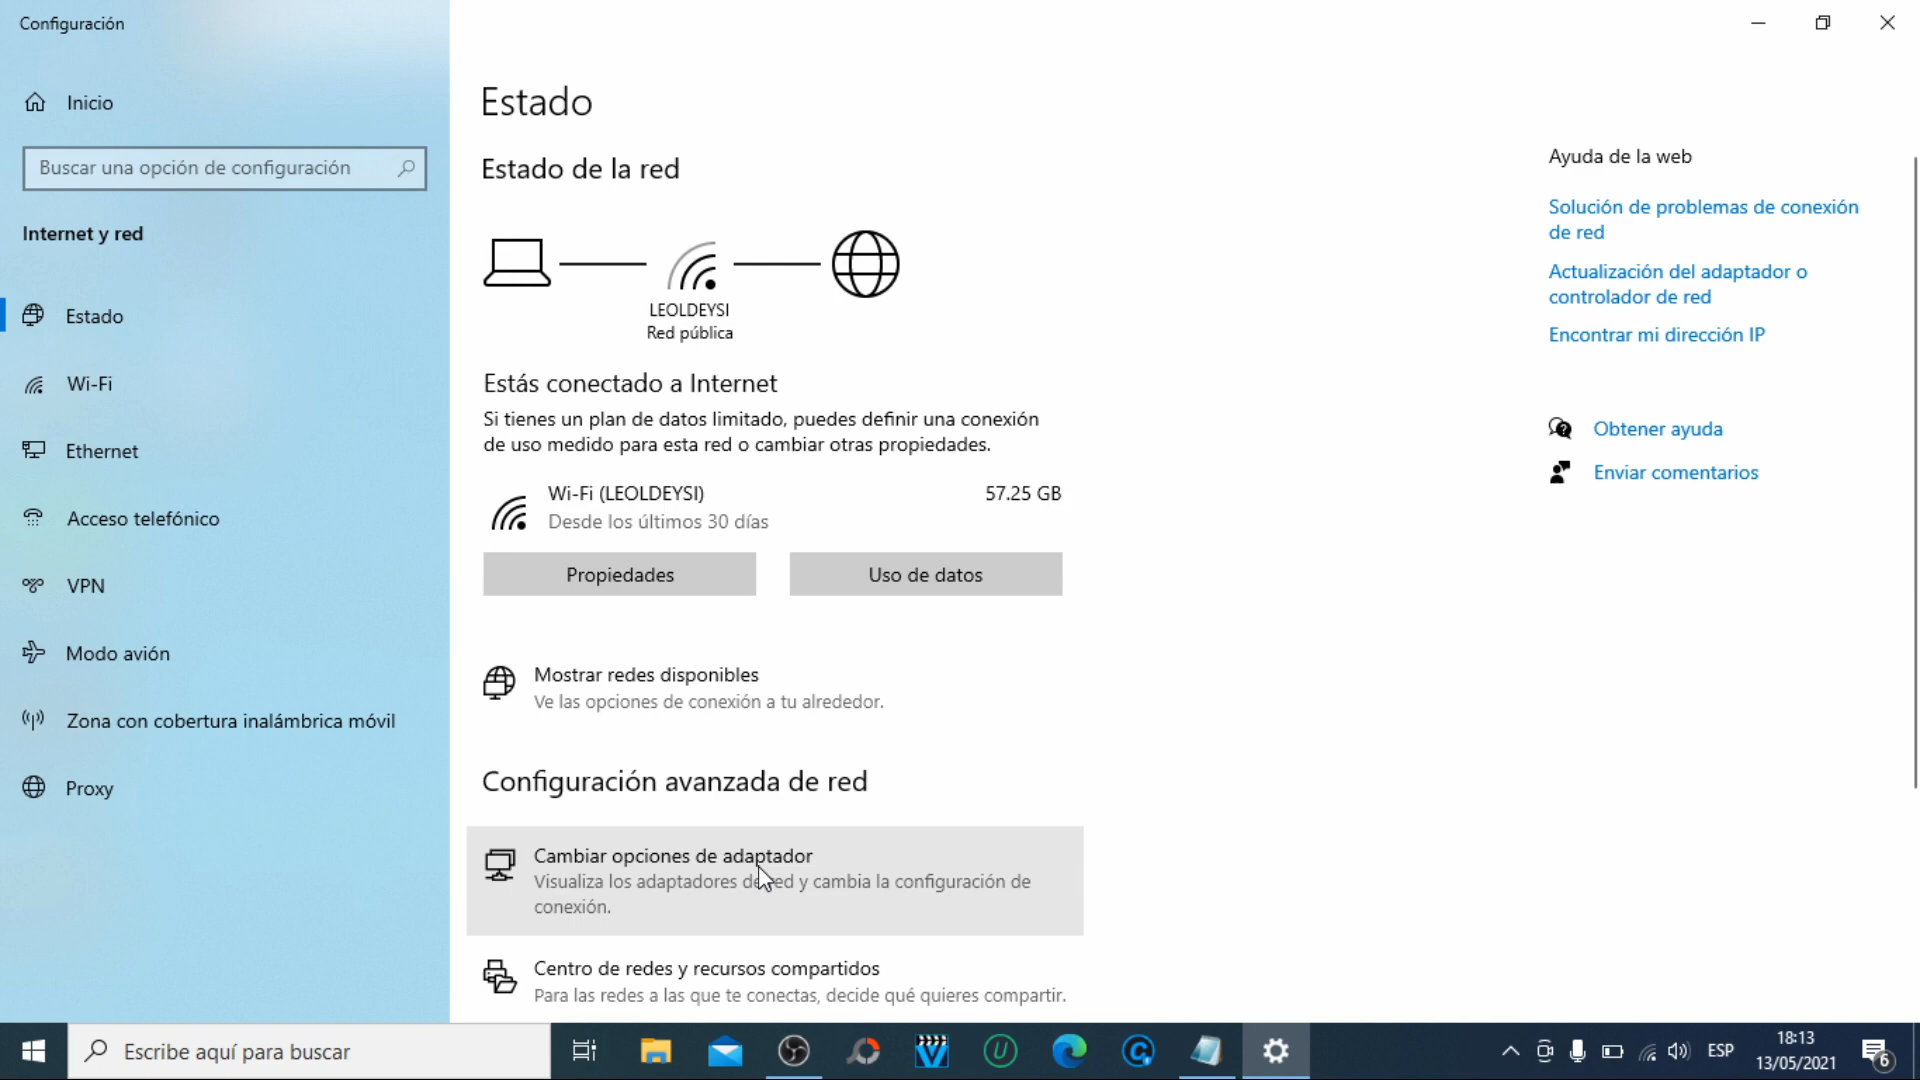 Configuración
Inicio
Buscar una opción de configuración
Internet y red
Estado
Wi-Fi
Ethernet
Acceso telefónico
VPN
Modo avión
Zona con cobertura inalámbrica móvil
Proxy
Estado
Estado de la red
LEOLDEYSI
Red pública
Estás conectado a Internet
Si tienes un plan de datos limitado, puedes definir una conexión
de uso medido para esta red o cambiar otras propiedades.
Wi-Fi (LEOLDEYSI)
57.25 GB
Desde los últimos 30 días
Propiedades
Uso de datos
Mostrar redes disponibles
Ve las opciones de conexión a tu alrededor.
Configuración avanzada de red
Cambiar opciones de adaptador
Visualiza los adaptadores de red y cambia la configuración de
conexión.
Centro de redes y recursos compartidos
Para las redes a las que te conectas, decide qué quieres compartir.
Ayuda de la web
Solución de problemas de conexión
de red
Actualización del adaptador o
controlador de red
Encontrar mi dirección IP
Obtener ayuda
Enviar comentarios
Escribe aquí para buscar
ESP
18:13
13/05/2021
6